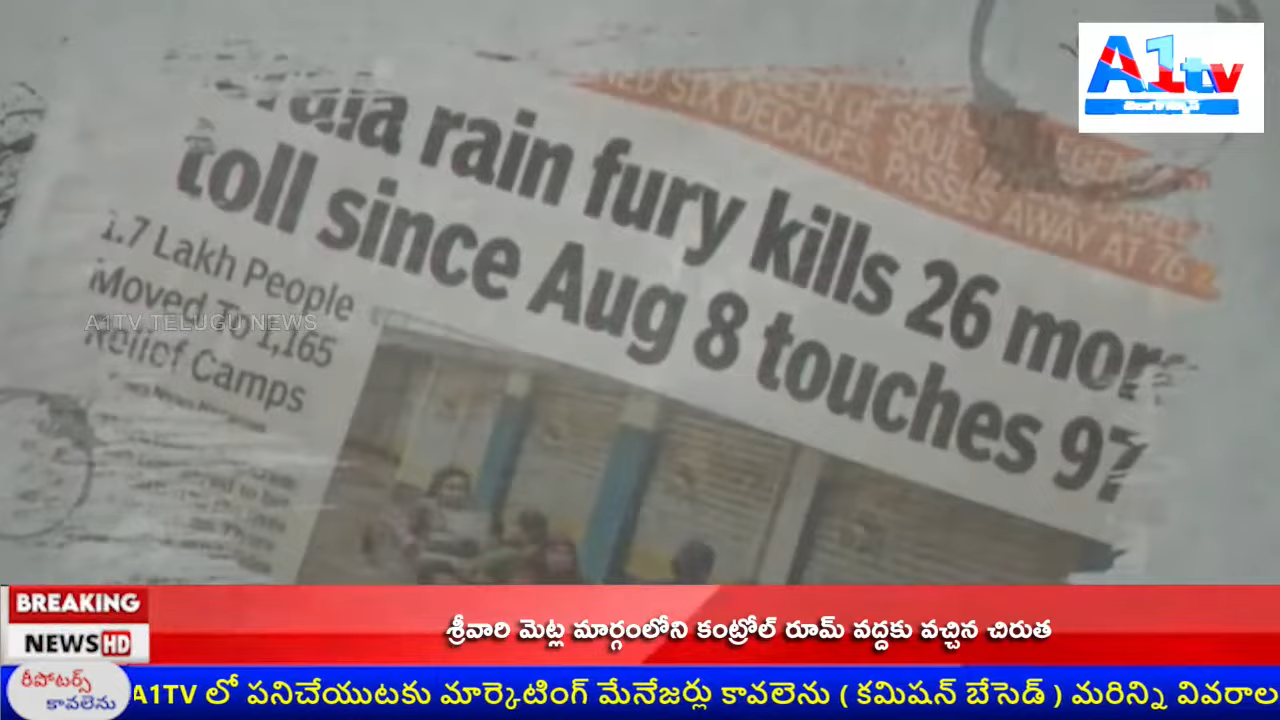 A1tv
NED SIX DECADES, PASSES AWAY AT 76
rain fury kills 26 more
toll since Aug 8 touches 97
1.7 Lakh People
Moved To 1,165
Relief Camps
A1TV TELUGU NEWS
BREAKING
NEWS HD
శ్రీవారి మెట్ల మార్గంలోని కంట్రోల్ రూమ్ వద్దకు వచ్చిన చిరుత
రిపోటర్స్
కావలెను
A1TV లో పనిచేయుటకు మార్కెటింగ్ మేనేజర్లు కావలెను ( కమిషన్ బేసెడ్ ) మరిన్ని వివరాల